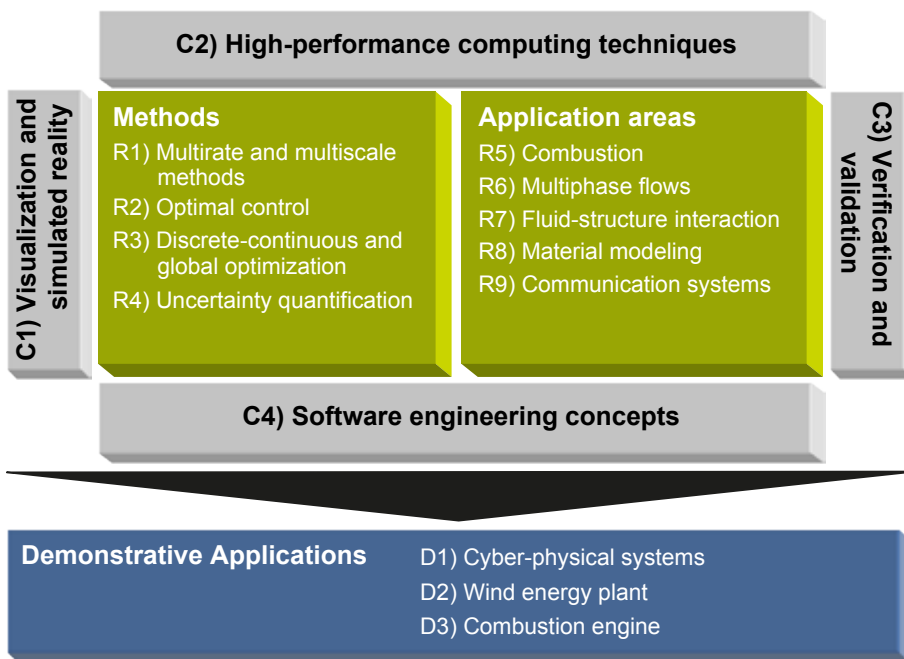 C2) High-performance computing techniques
C1) Visualization and
simulated reality
Methods
R1) Multirate and multiscale
methods
R2) Optimal control
R3) Discrete-continuous and
global optimization
R4) Uncertainty quantification
Application areas
R5) Combustion
R6) Multiphase flows
R7) Fluid-structure interaction
R8) Material modeling
R9) Communication systems
C3) Verification and
validation
C4) Software engineering concepts
Demonstrative Applications
D1) Cyber-physical systems
D2) Wind energy plant
D3) Combustion engine